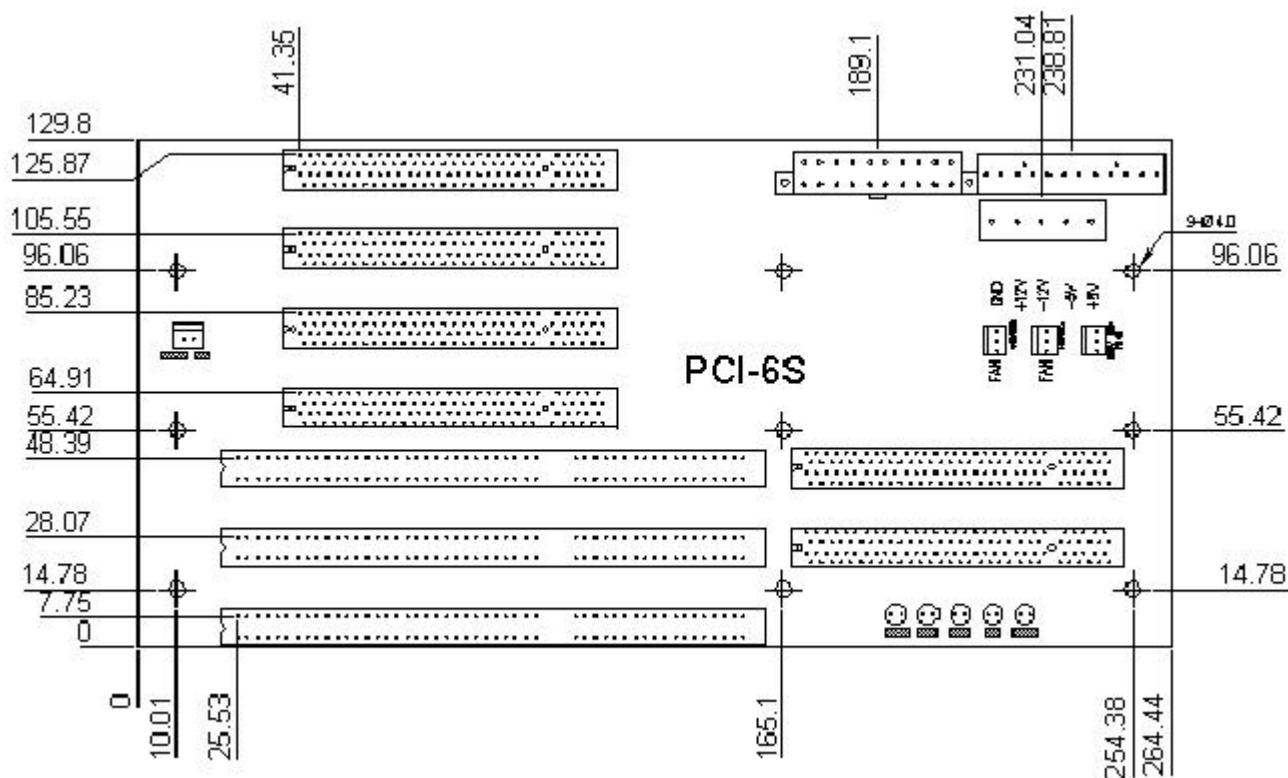 41.35
189.1
231.04
238.81
129.8
125.87
105.55
96.06
85.23
64.91
55.42
48.39
28.07
14.78
7.75
0
9-Ø4.0
96.06
GND
+12V
-12V
-5V
+5V
FAN
FAN
PCI-6S
55.42
14.78
0
10.01
25.53
165.1
254.38
264.44